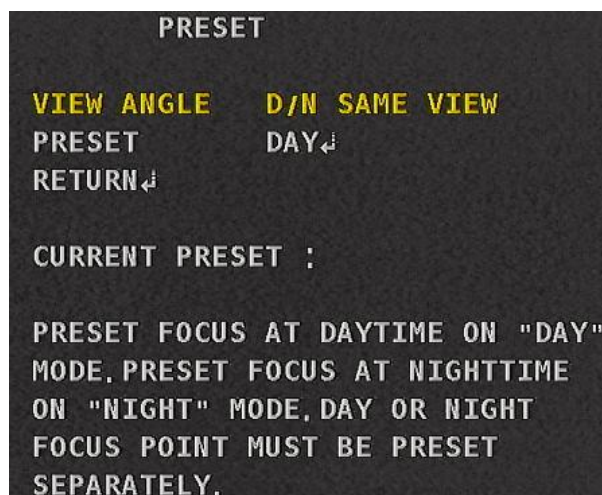 PRESET
VIEW ANGLE D/N SAME VIEW
PRESET DAY↲
RETURN↲
CURRENT PRESET :
PRESET FOCUS AT DAYTIME ON "DAY"
MODE.PRESET FOCUS AT NIGHTTIME
ON "NIGHT" MODE.DAY OR NIGHT
FOCUS POINT MUST BE PRESET
SEPARATELY.